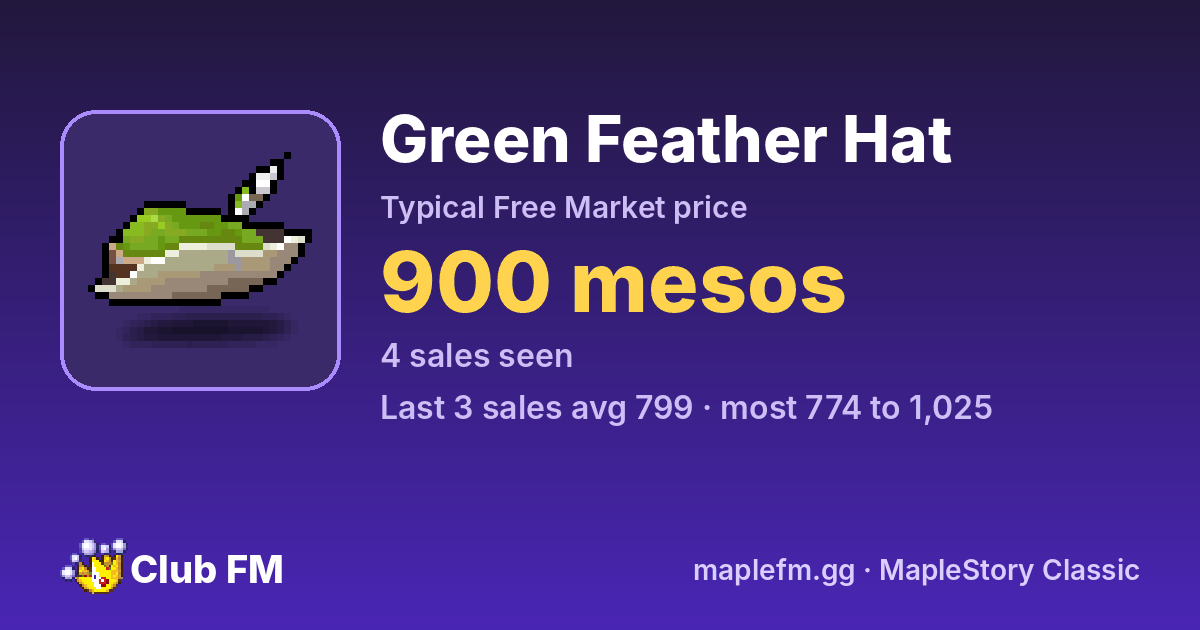 Green Feather Hat
Typical Free Market price
900 mesos
4 sales seen
Last 3 sales avg 799 · most 774 to 1,025
Club FM
maplefm.gg · MapleStory Classic